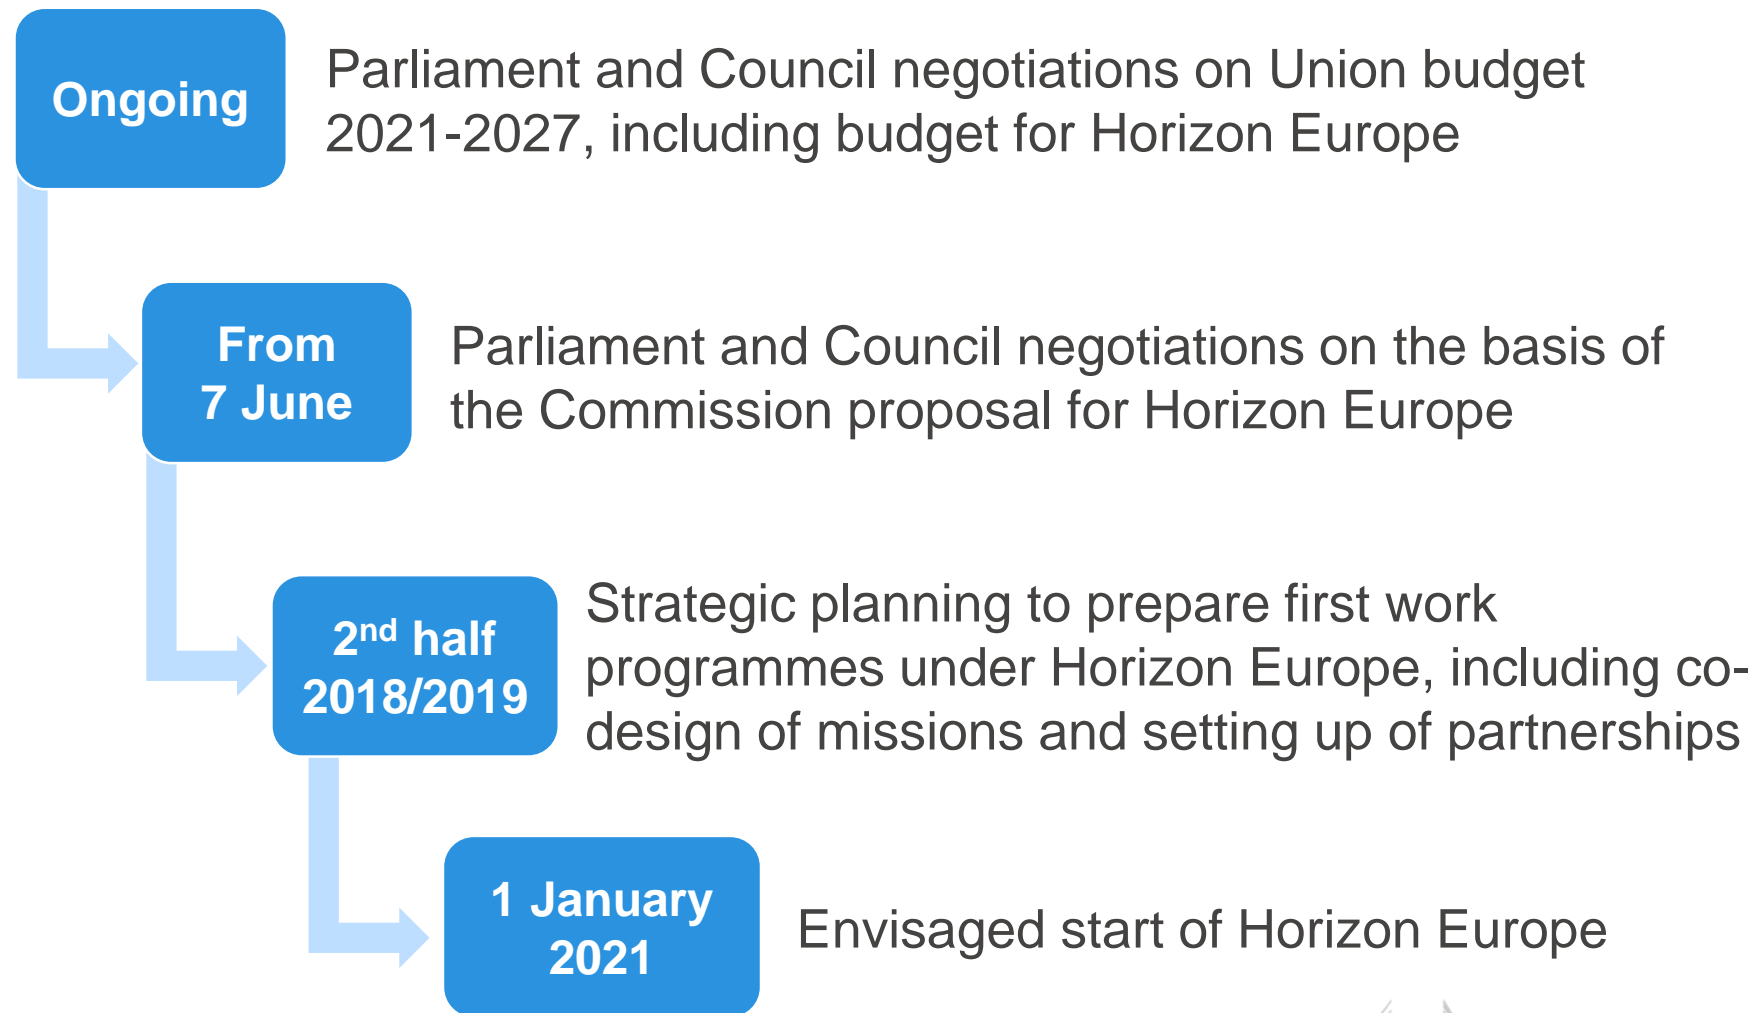 Ongoing
Parliament and Council negotiations on Union budget
2021-2027, including budget for Horizon Europe
From
7 June
Parliament and Council negotiations on the basis of
the Commission proposal for Horizon Europe
2nd half
2018/2019
Strategic planning to prepare first work
programmes under Horizon Europe, including co-
design of missions and setting up of partnerships
1 January
2021
Envisaged start of Horizon Europe